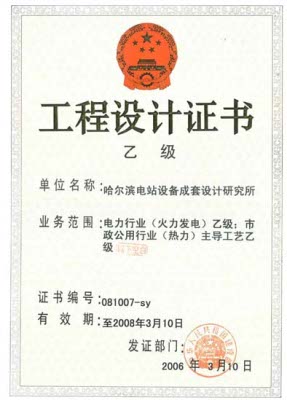 工程设计证书
乙 级
单位名称：哈尔滨电站设备成套设计研究所
业务范围：电力行业（火力发电）乙级；市
政公用行业（热力）主导工艺乙
级
证书编号：081007-sy
有 效 期：至2008年3月10日
发证部门：
2006 年3月10日